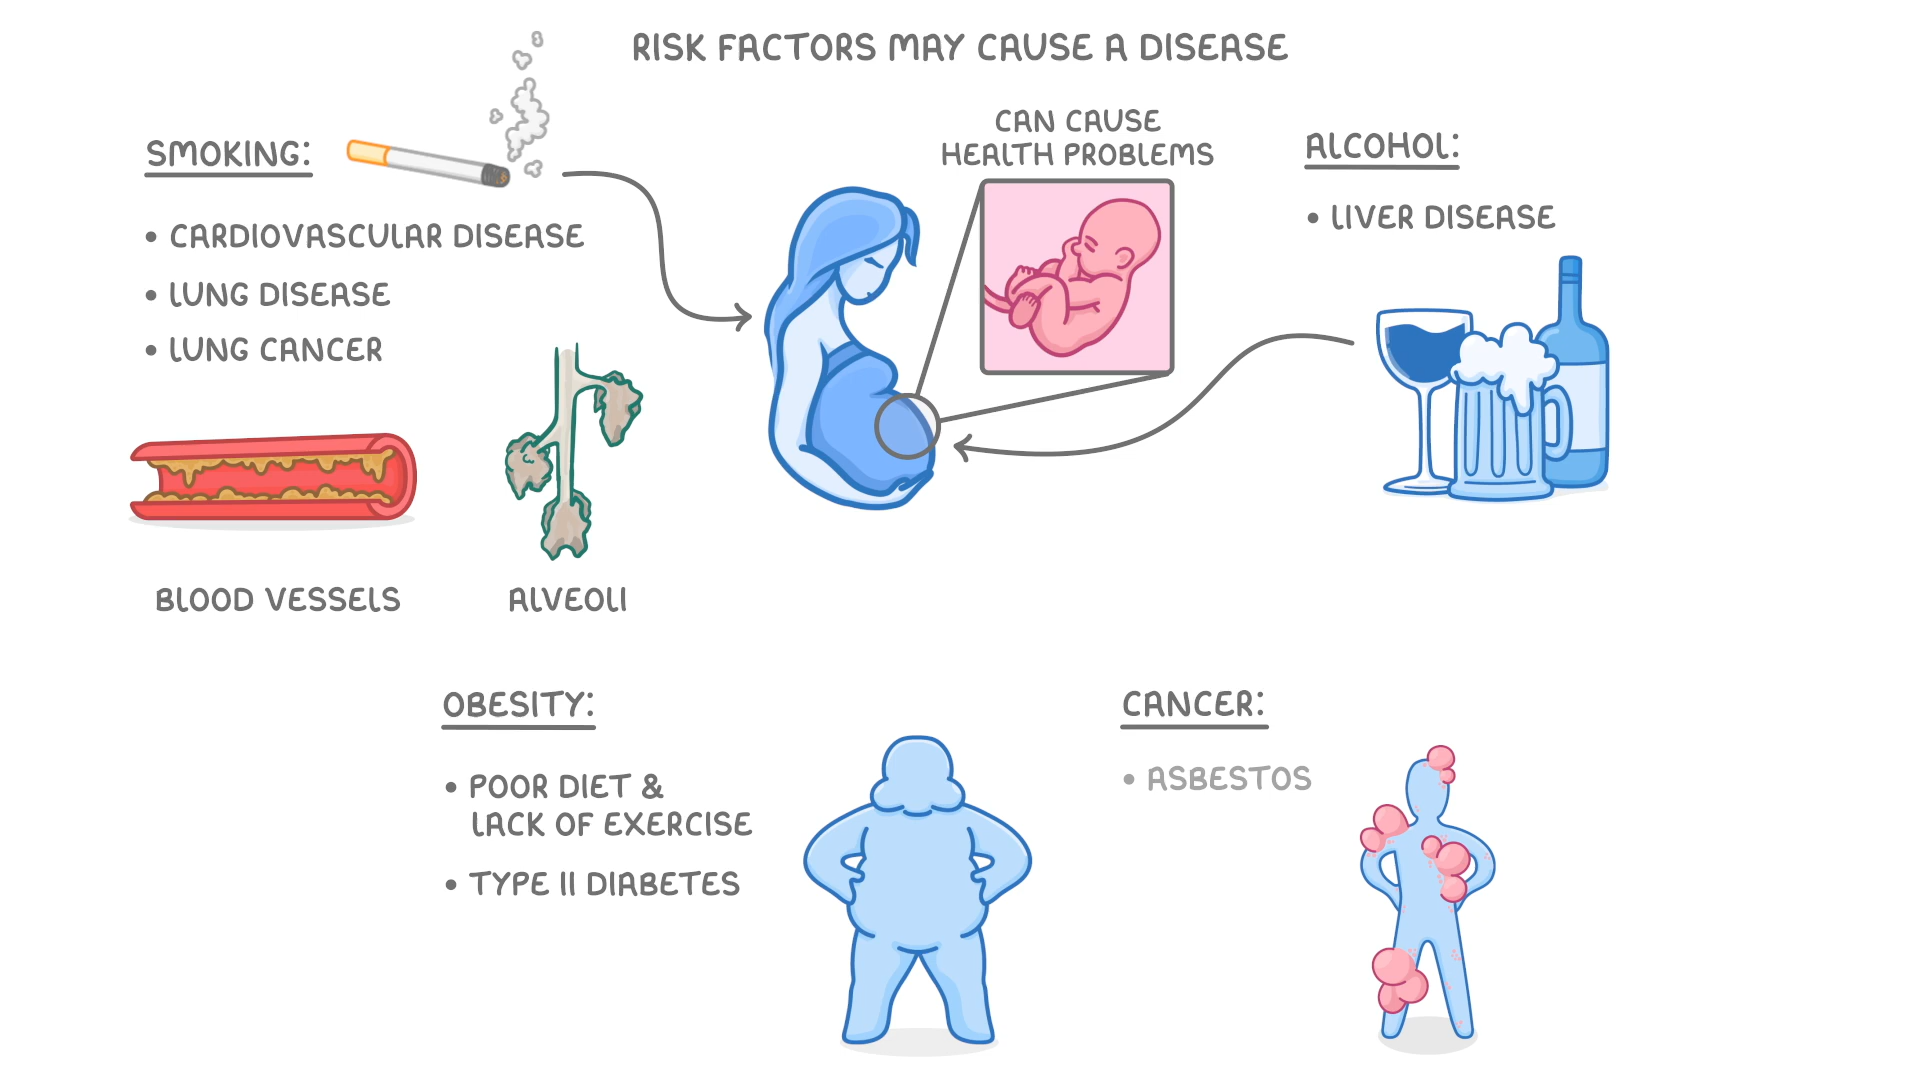 RISK FACTORS MAY CAUSE A DISEASE
SMOKING:
• CARDIOVASCULAR DISEASE
• LUNG DISEASE
• LUNG CANCER
BLOOD VESSELS
ALVEOLI
CAN CAUSE
HEALTH PROBLEMS
ALCOHOL:
• LIVER DISEASE
OBESITY:
• POOR DIET &
LACK OF EXERCISE
• TYPE II DIABETES
CANCER:
• ASBESTOS